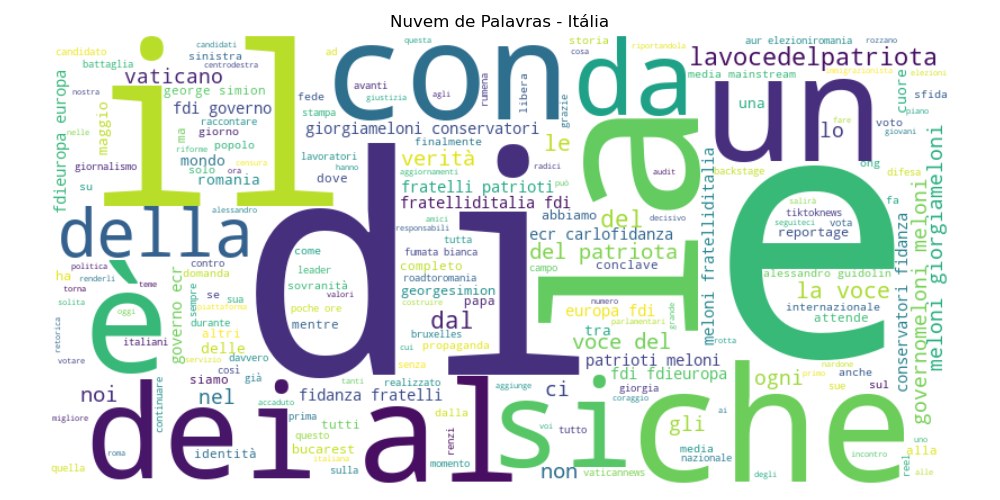 Nuvem de Palavras - Itália
candidato sinistra candidati centrodestra il con questa storia cosa riportandola aur elezioniromania rozzano
battaglia vaticano ad da lavocedelpatriota
nostra george simion avanti agli rumena libera media mainstream immigrazionista elezioni
fdieuropa europa maggio fdi governo fede giustizia grazie una un cuore sfida
nelle ma raccontare stampa giorgiameloni conservatori lo voto piano
riforme giorno popolo finalmente le fare giovani
giornalismo mondo solo censura lavoratori verità radici la audit ong difesa
su romania ora dove hanno aggiornamenti può backstage fa
alessandro fratelli patrioti salirà
della fratelliditalia fdi abbiamo del decisivo seguiteci tiktoknews vota
amici responsabili ecr carlofidanza reportage
politica contro come tutta di del patriota e
è ha domanda leader fumata bianca campo conclave alessandro guidolin
torna renderli teme sovranità valori completo roadtoromania
solita se sua poche ore georgesimion papa numero la voce
piattaforma costruire europa fdi internazionale
oggi governo ecr sempre durante mentre dal tra parlamentari grande attende
retorica altri bruxelles voce del rotta
italiani delle davvero cui propaganda meloni fratelliditalia conservatori fidanza governomeloni meloni meloni giorgiameloni
votare servizio senza patrioti meloni nardone
così tanti realizzato fdi fdieuropa ogni primo anche
noi continuare siamo già fidanza fratelli aggiunge ci giorgia sue sul
nel accaduto prima dalla coraggio
migliore dei tutti al si voi tutto gli ai che uno
questo renzi media alla
roma bucarest momento nazionale incontro reel
quella identità italiana sulla non vaticannews degli alle